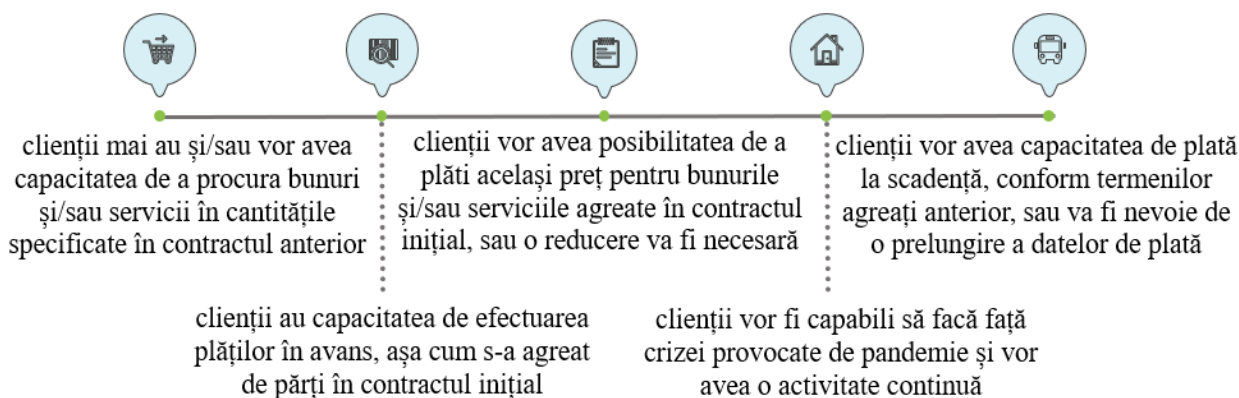 clienții mai au și/sau vor avea
capacitatea de a procura bunuri
și/sau servicii în cantitățile
specificate în contractul anterior
clienții au capacitatea de efectuarea
plăților în avans, așa cum s-a agreat
de părți în contractul inițial
clienții vor avea posibilitatea de a
plăti același preț pentru bunurile
și/sau serviciile agreate în contractul
inițial, sau o reducere va fi necesară
clienții vor fi capabili să facă față
crizei provocate de pandemie și vor
avea o activitate continuă
clienții vor avea capacitatea de plată
la scadență, conform termenilor
agreați anterior, sau va fi nevoie de
o prelungire a datelor de plată